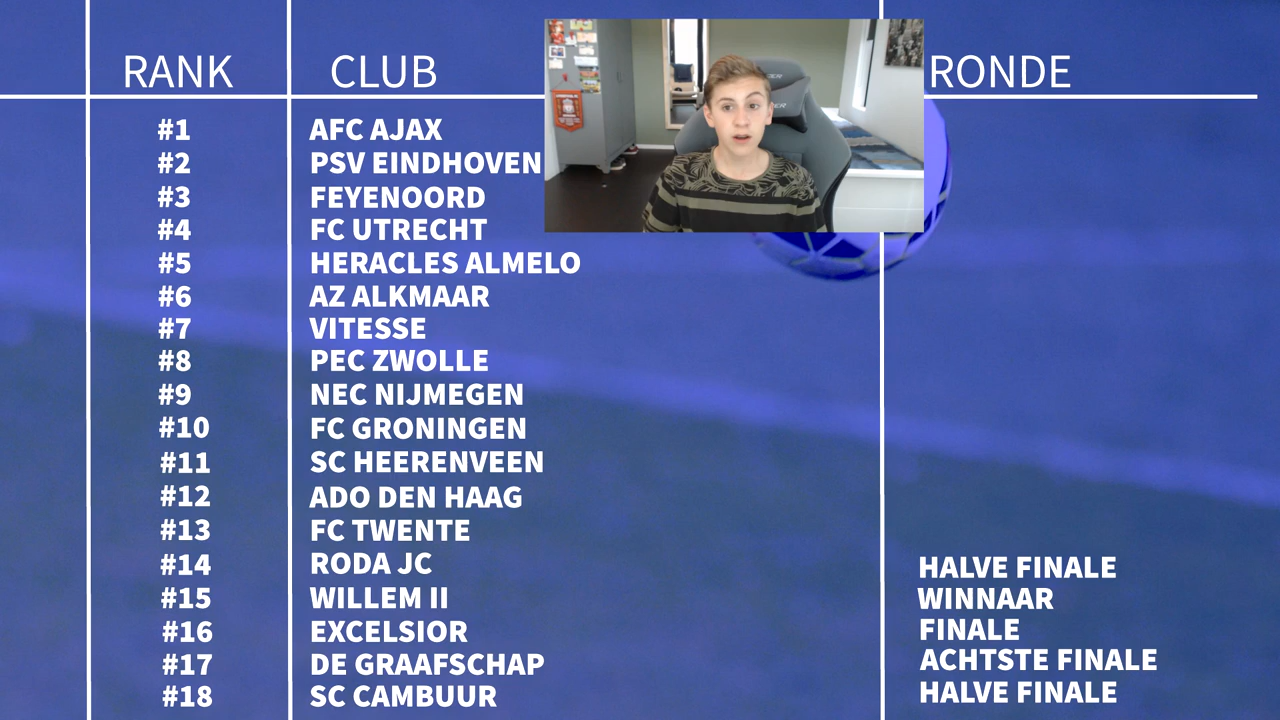 RANK CLUB RONDE
#1 AFC AJAX
#2 PSV EINDHOVEN
#3 FEYENOORD
#4 FC UTRECHT
#5 HERACLES ALMELO
#6 AZ ALKMAAR
#7 VITESSE
#8 PEC ZWOLLE
#9 NEC NIJMEGEN
#10 FC GRONINGEN
#11 SC HEERENVEEN
#12 ADO DEN HAAG
#13 FC TWENTE
#14 RODA JC HALVE FINALE
#15 WILLEM II WINNAAR
#16 EXCELSIOR FINALE
#17 DE GRAAFSCHAP ACHTSTE FINALE
#18 SC CAMBUUR HALVE FINALE